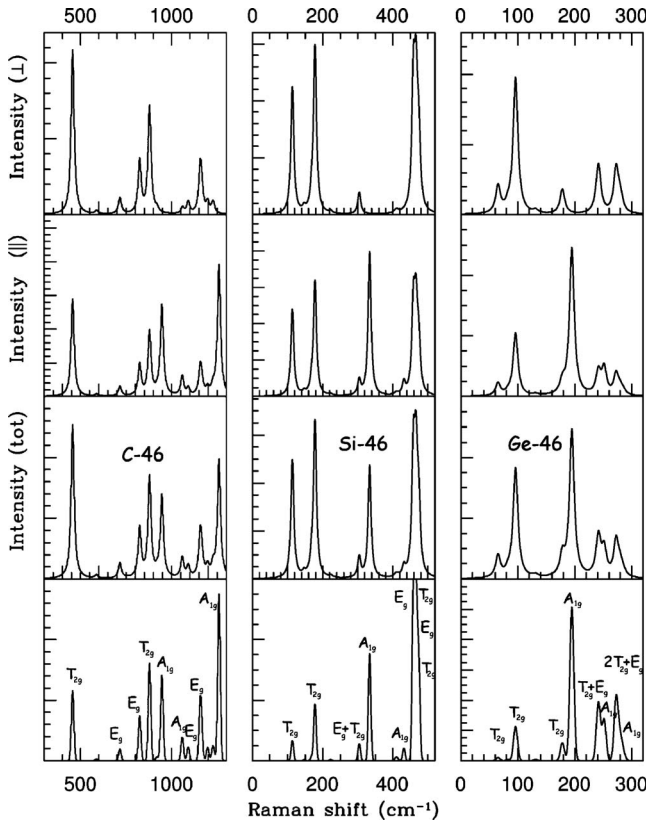 500 1000 0 200 400 0 100 200 300
Intensity (⊥)
Intensity (||)
Intensity (tot)
C-46
Si-46
Ge-46
T2g
Eg
Eg
T2g
A1g
A1g
Eg
Eg
A1g
T2g
T2g
Eg+T2g
A1g
A1g
Eg
T2g
Eg
T2g
T2g
T2g
T2g
A1g
T2g+Eg
A1g
2T2g+Eg
A1g
500 1000 0 200 400 0 100 200 300
Raman shift (cm⁻¹)